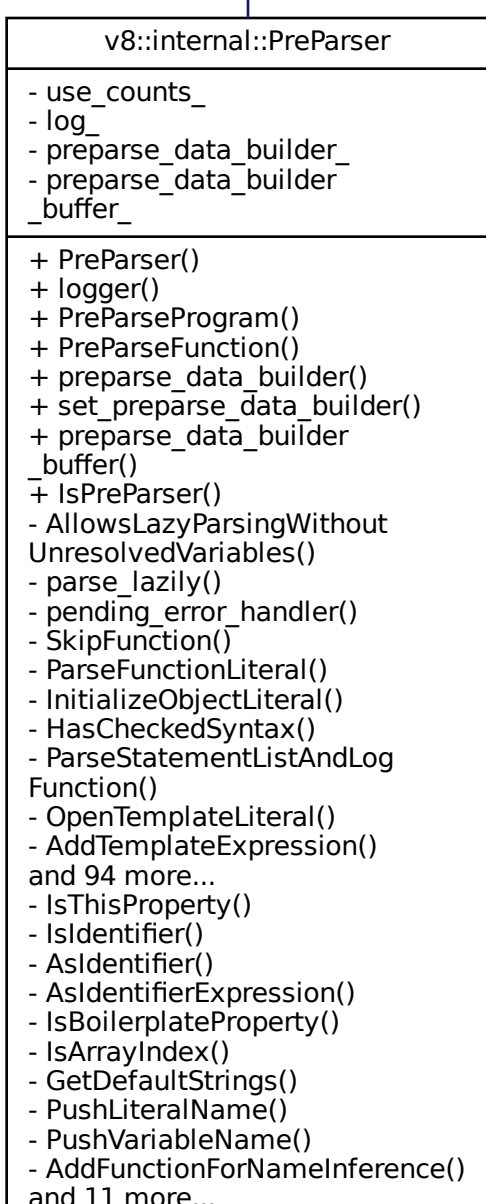 v8::internal::PreParser
- use_counts_
- log_
- preparse_data_builder_
- preparse_data_builder
_buffer_
+ PreParser()
+ logger()
+ PreParseProgram()
+ PreParseFunction()
+ preparse_data_builder()
+ set_preparse_data_builder()
+ preparse_data_builder
_buffer()
+ IsPreParser()
- AllowsLazyParsingWithout
UnresolvedVariables()
- parse_lazily()
- pending_error_handler()
- SkipFunction()
- ParseFunctionLiteral()
- InitializeObjectLiteral()
- HasCheckedSyntax()
- ParseStatementListAndLog
Function()
- OpenTemplateLiteral()
- AddTemplateExpression()
and 94 more...
- IsThisProperty()
- IsIdentifier()
- AsIdentifier()
- AsIdentifierExpression()
- IsBoilerplateProperty()
- IsArrayIndex()
- GetDefaultStrings()
- PushLiteralName()
- PushVariableName()
- AddFunctionForNameInference()
and 11 more...